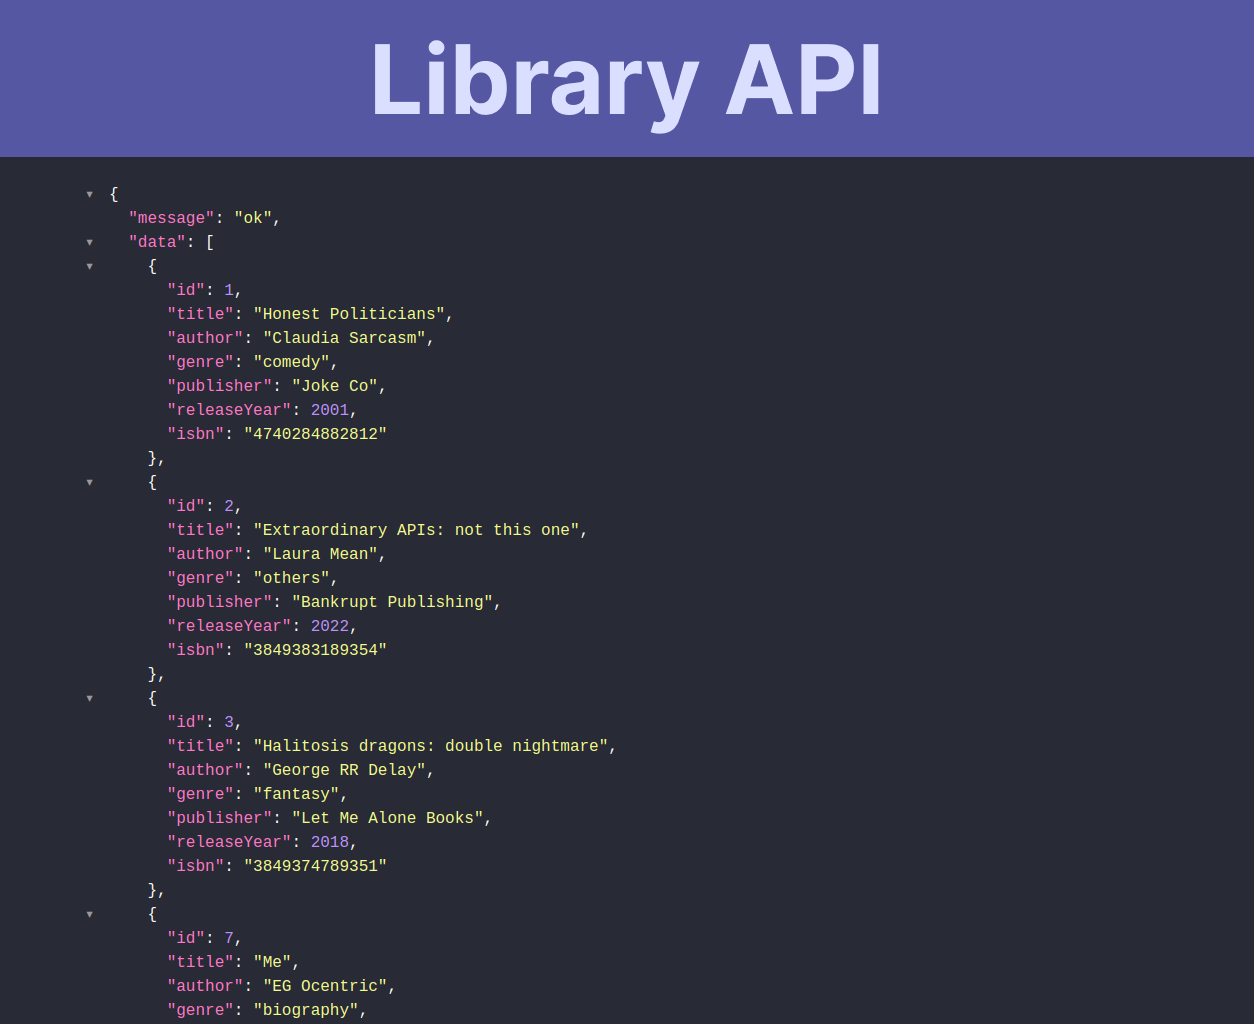 Library API
{
"message": "ok",
"data": [
{
"id": 1,
"title": "Honest Politicians",
"author": "Claudia Sarcasm",
"genre": "comedy",
"publisher": "Joke Co",
"releaseYear": 2001,
"isbn": "4740284882812"
},
{
"id": 2,
"title": "Extraordinary APIs: not this one",
"author": "Laura Mean",
"genre": "others",
"publisher": "Bankrupt Publishing",
"releaseYear": 2022,
"isbn": "3849383189354"
},
{
"id": 3,
"title": "Halitosis dragons: double nightmare",
"author": "George RR Delay",
"genre": "fantasy",
"publisher": "Let Me Alone Books",
"releaseYear": 2018,
"isbn": "3849374789351"
},
{
"id": 7,
"title": "Me",
"author": "EG Ocentric",
"genre": "biography",